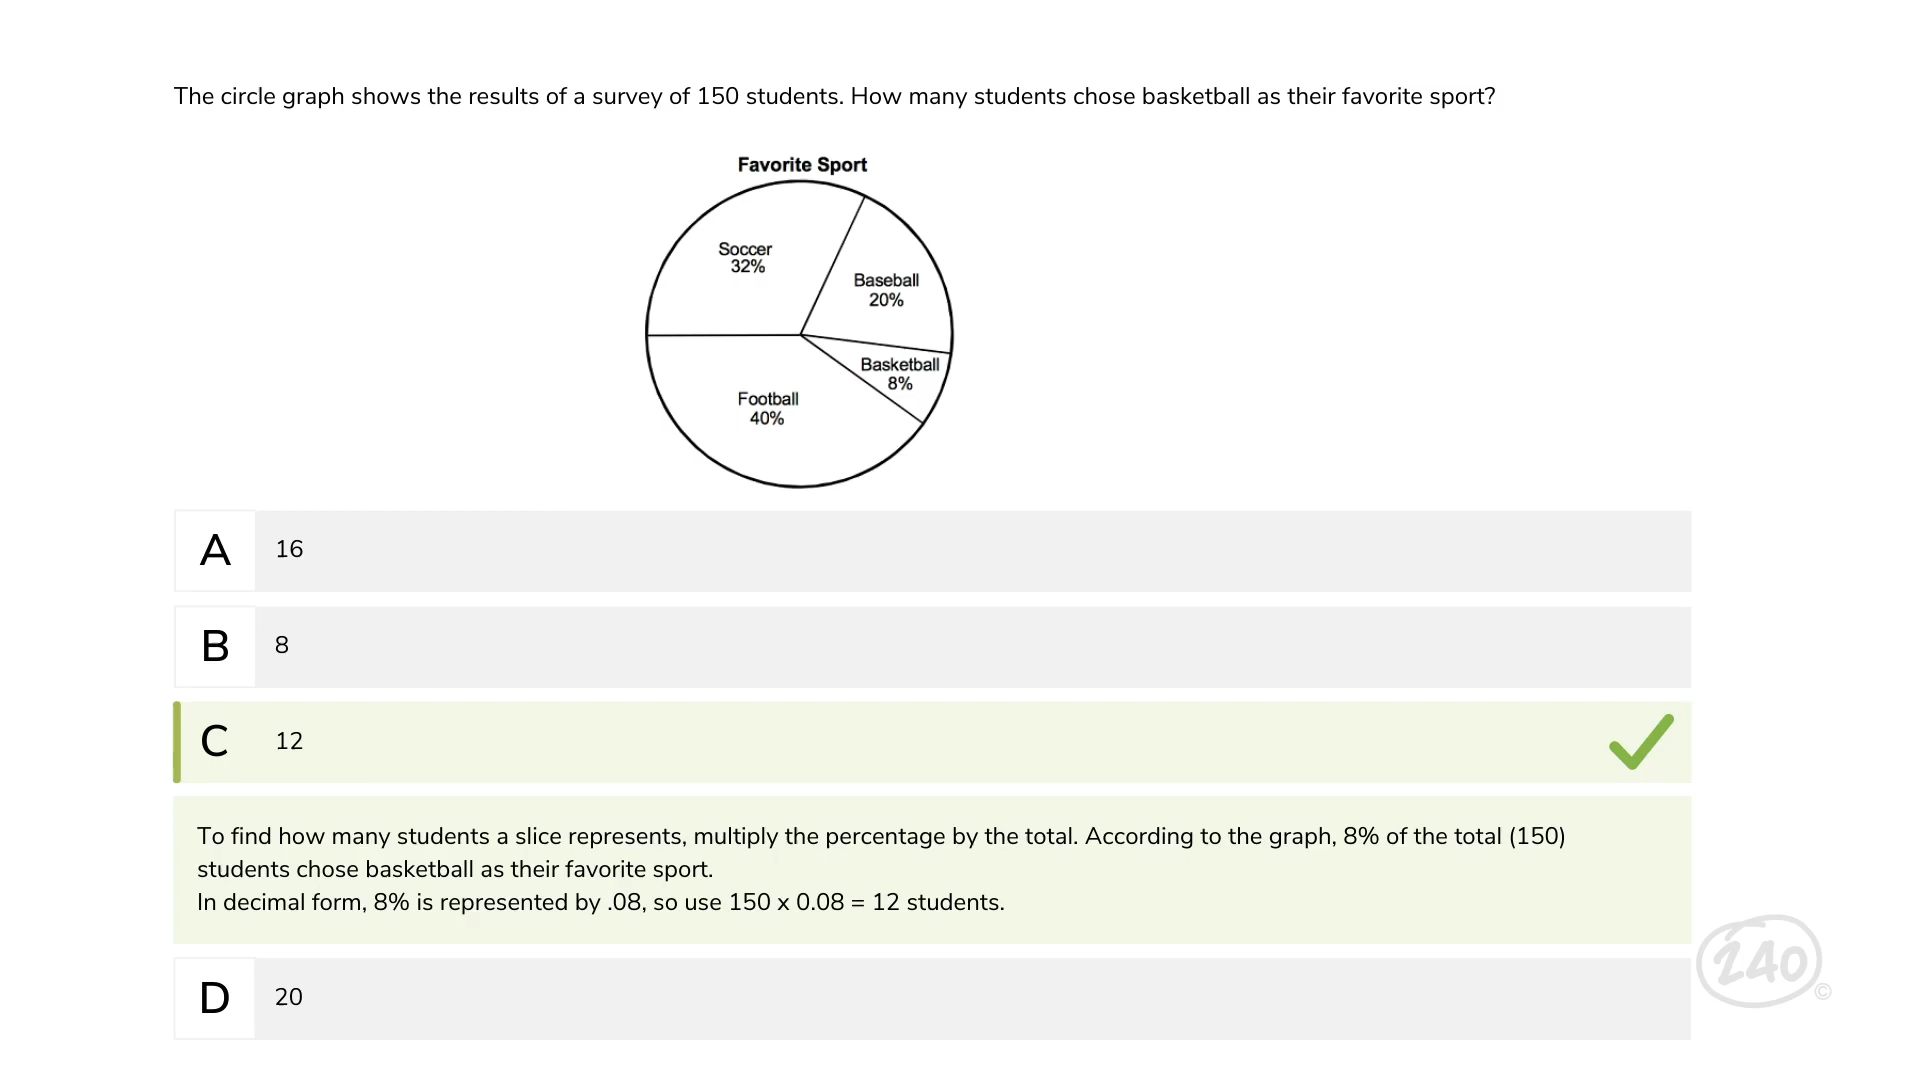 The circle graph shows the results of a survey of 150 students. How many students chose basketball as their favorite sport?
Favorite Sport
Soccer
32%
Baseball
20%
Basketball
8%
Football
40%
A 16
B 8
C 12
To find how many students a slice represents, multiply the percentage by the total. According to the graph, 8% of the total (150)
students chose basketball as their favorite sport.
In decimal form, 8% is represented by .08, so use 150 x 0.08 = 12 students.
240
©
D 20